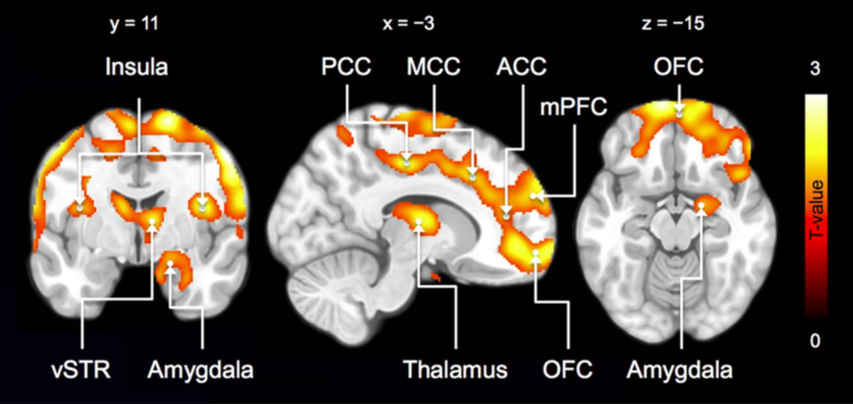 y = 11
x = −3
z = −15
Insula
PCC
MCC
ACC
OFC
3
mPFC
T-value
0
vSTR
Amygdala
Thalamus
OFC
Amygdala